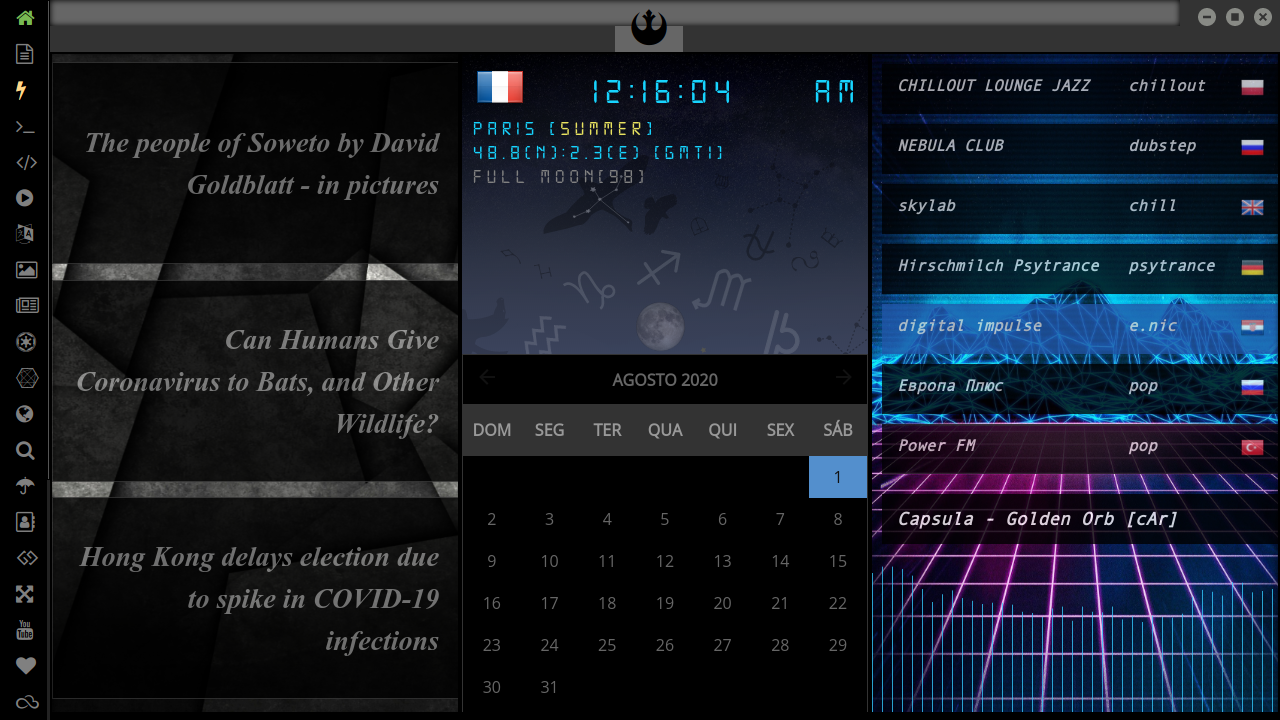 The people of Soweto by David
Goldblatt - in pictures
Can Humans Give
Coronavirus to Bats, and Other
Wildlife?
Hong Kong delays election due
to spike in COVID-19
infections
12:16:04 AM
PARIS [SUMMER]
48.8(N):2.3(E) [GMT1]
FULL MOON[98]
AGOSTO 2020
DOM SEG TER QUA QUI SEX SÁB
1
2 3 4 5 6 7 8
9 10 11 12 13 14 15
16 17 18 19 20 21 22
23 24 25 26 27 28 29
30 31
CHILLOUT LOUNGE JAZZ chillout
NEBULA CLUB dubstep
skylab chill
Hirschmilch Psytrance psytrance
digital impulse e.nic
Европа Плюс pop
Power FM pop
Capsula - Golden Orb [cAr]
You
Tube